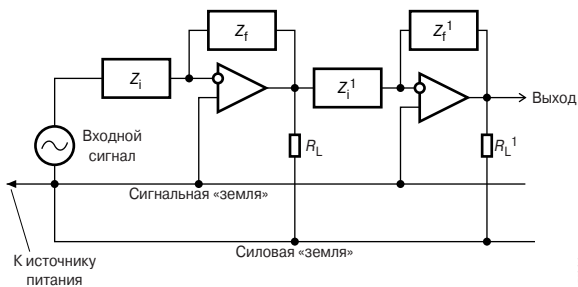 Z_f
Z_f^1
Z_i
Z_i^1
Выход
Входной
сигнал
R_L
R_L^1
Сигнальная «земля»
Силовая «земля»
К источнику
питания